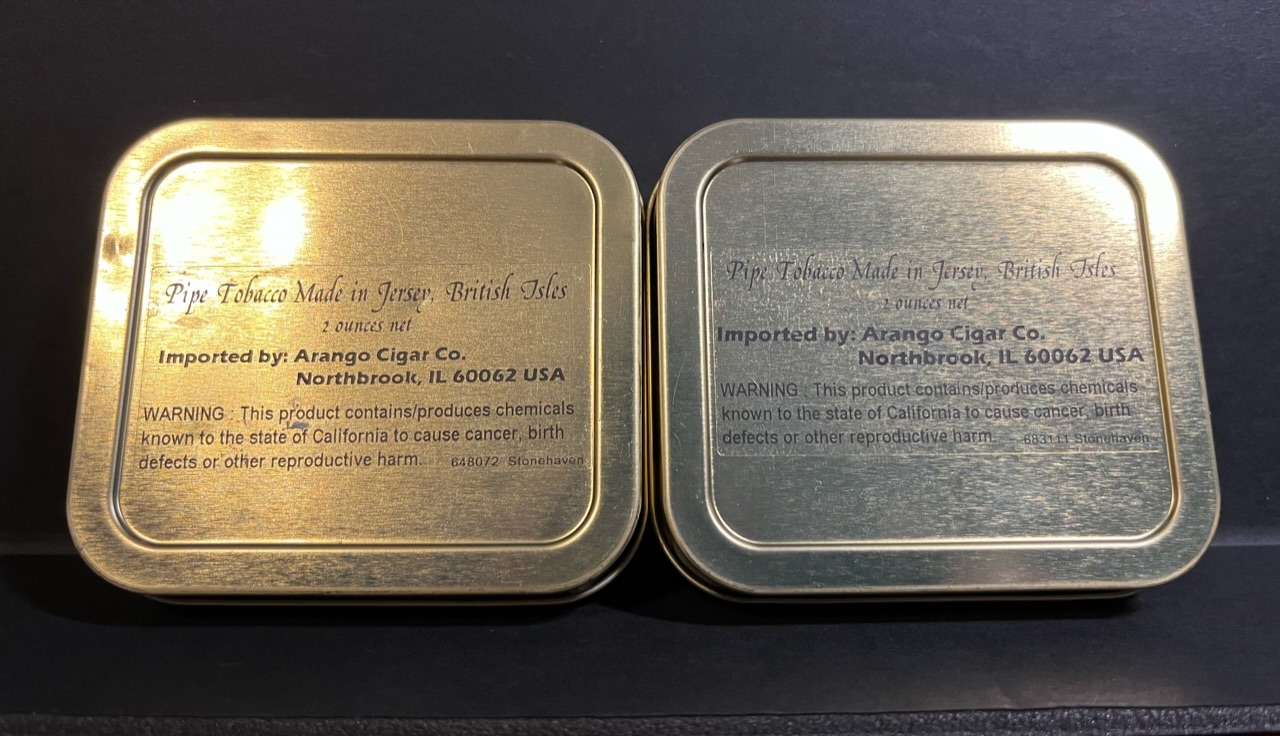 Pipe Tobacco Made in Jersey, British Isles
2 ounces net
Imported by: Arango Cigar Co.
Northbrook, IL 60062 USA
WARNING : This product contains/produces chemicals
known to the state of California to cause cancer, birth
defects or other reproductive harm. 648072 Stonehaven
Pipe Tobacco Made in Jersey, British Isles
2 ounces net
Imported by: Arango Cigar Co.
Northbrook, IL 60062 USA
WARNING : This product contains/produces chemicals
known to the state of California to cause cancer, birth
defects or other reproductive harm. 683111 Stonehaven